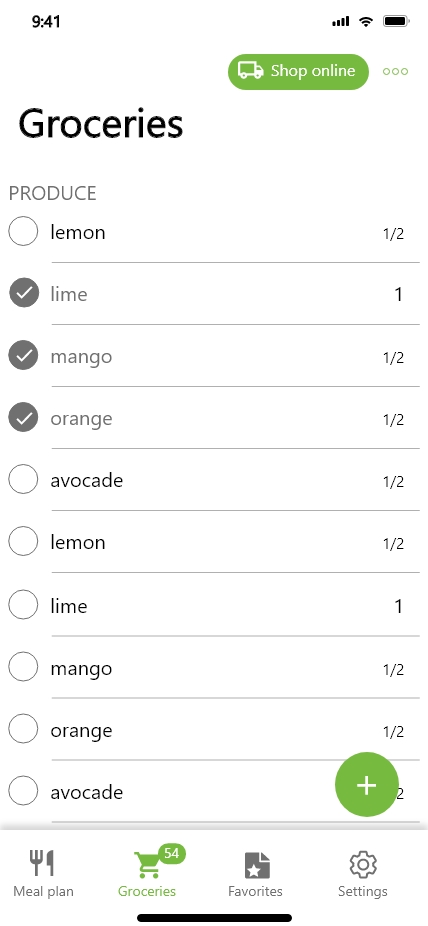 9:41
Shop online
Groceries
PRODUCE
lemon 1/2
lime 1
mango 1/2
orange 1/2
avocade 1/2
lemon 1/2
lime 1
mango 1/2
orange 1/2
avocade 2
54
Meal plan Groceries Favorites Settings